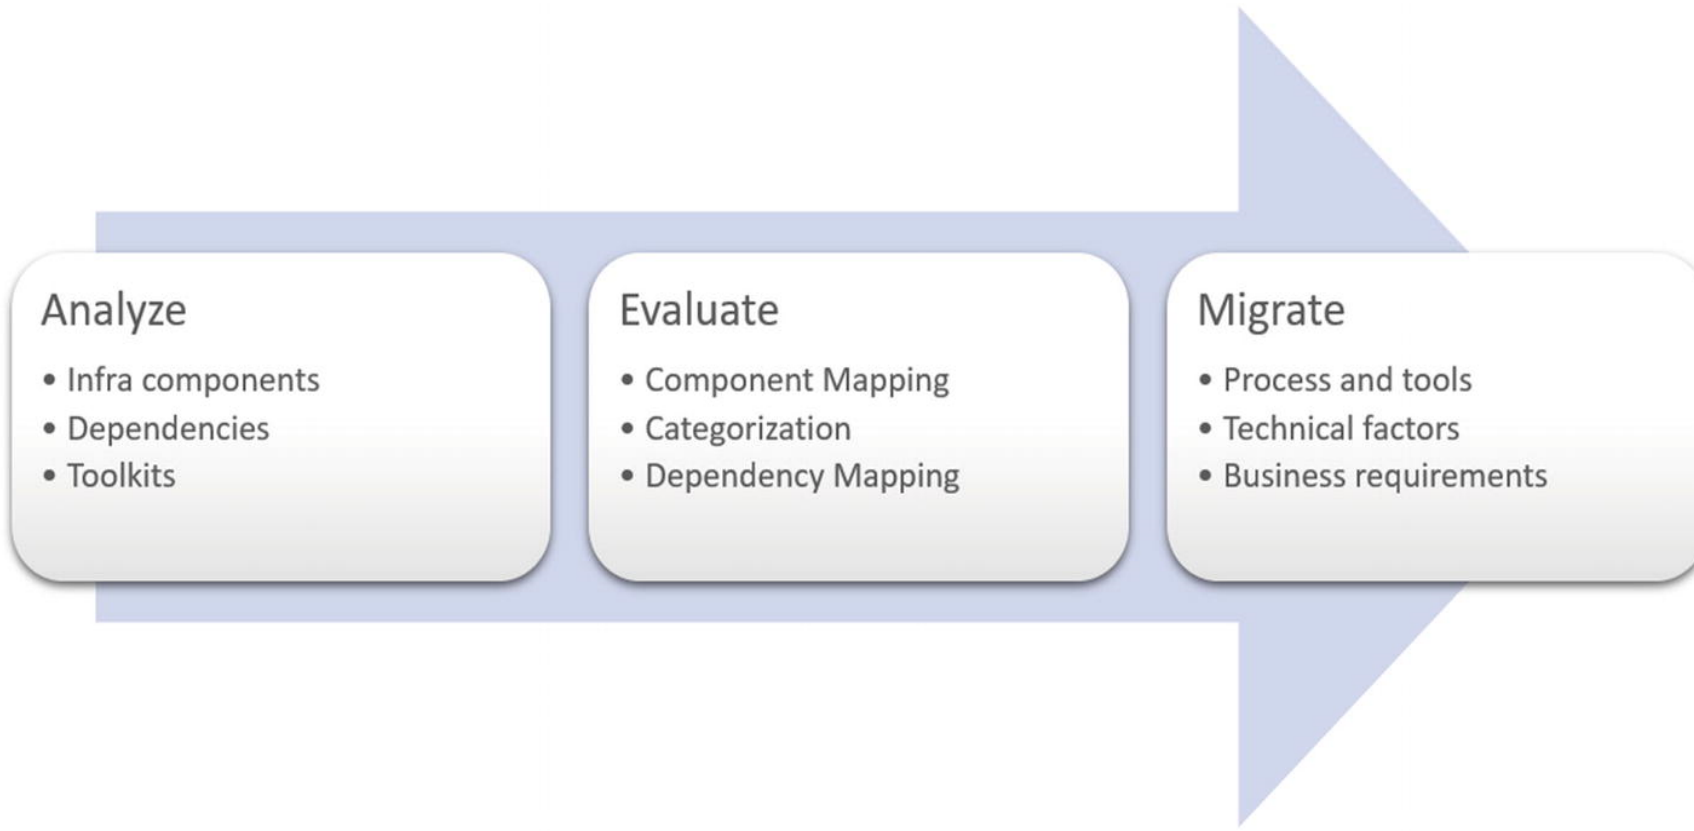 Analyze
• Infra components
• Dependencies
• Toolkits
Evaluate
• Component Mapping
• Categorization
• Dependency Mapping
Migrate
• Process and tools
• Technical factors
• Business requirements